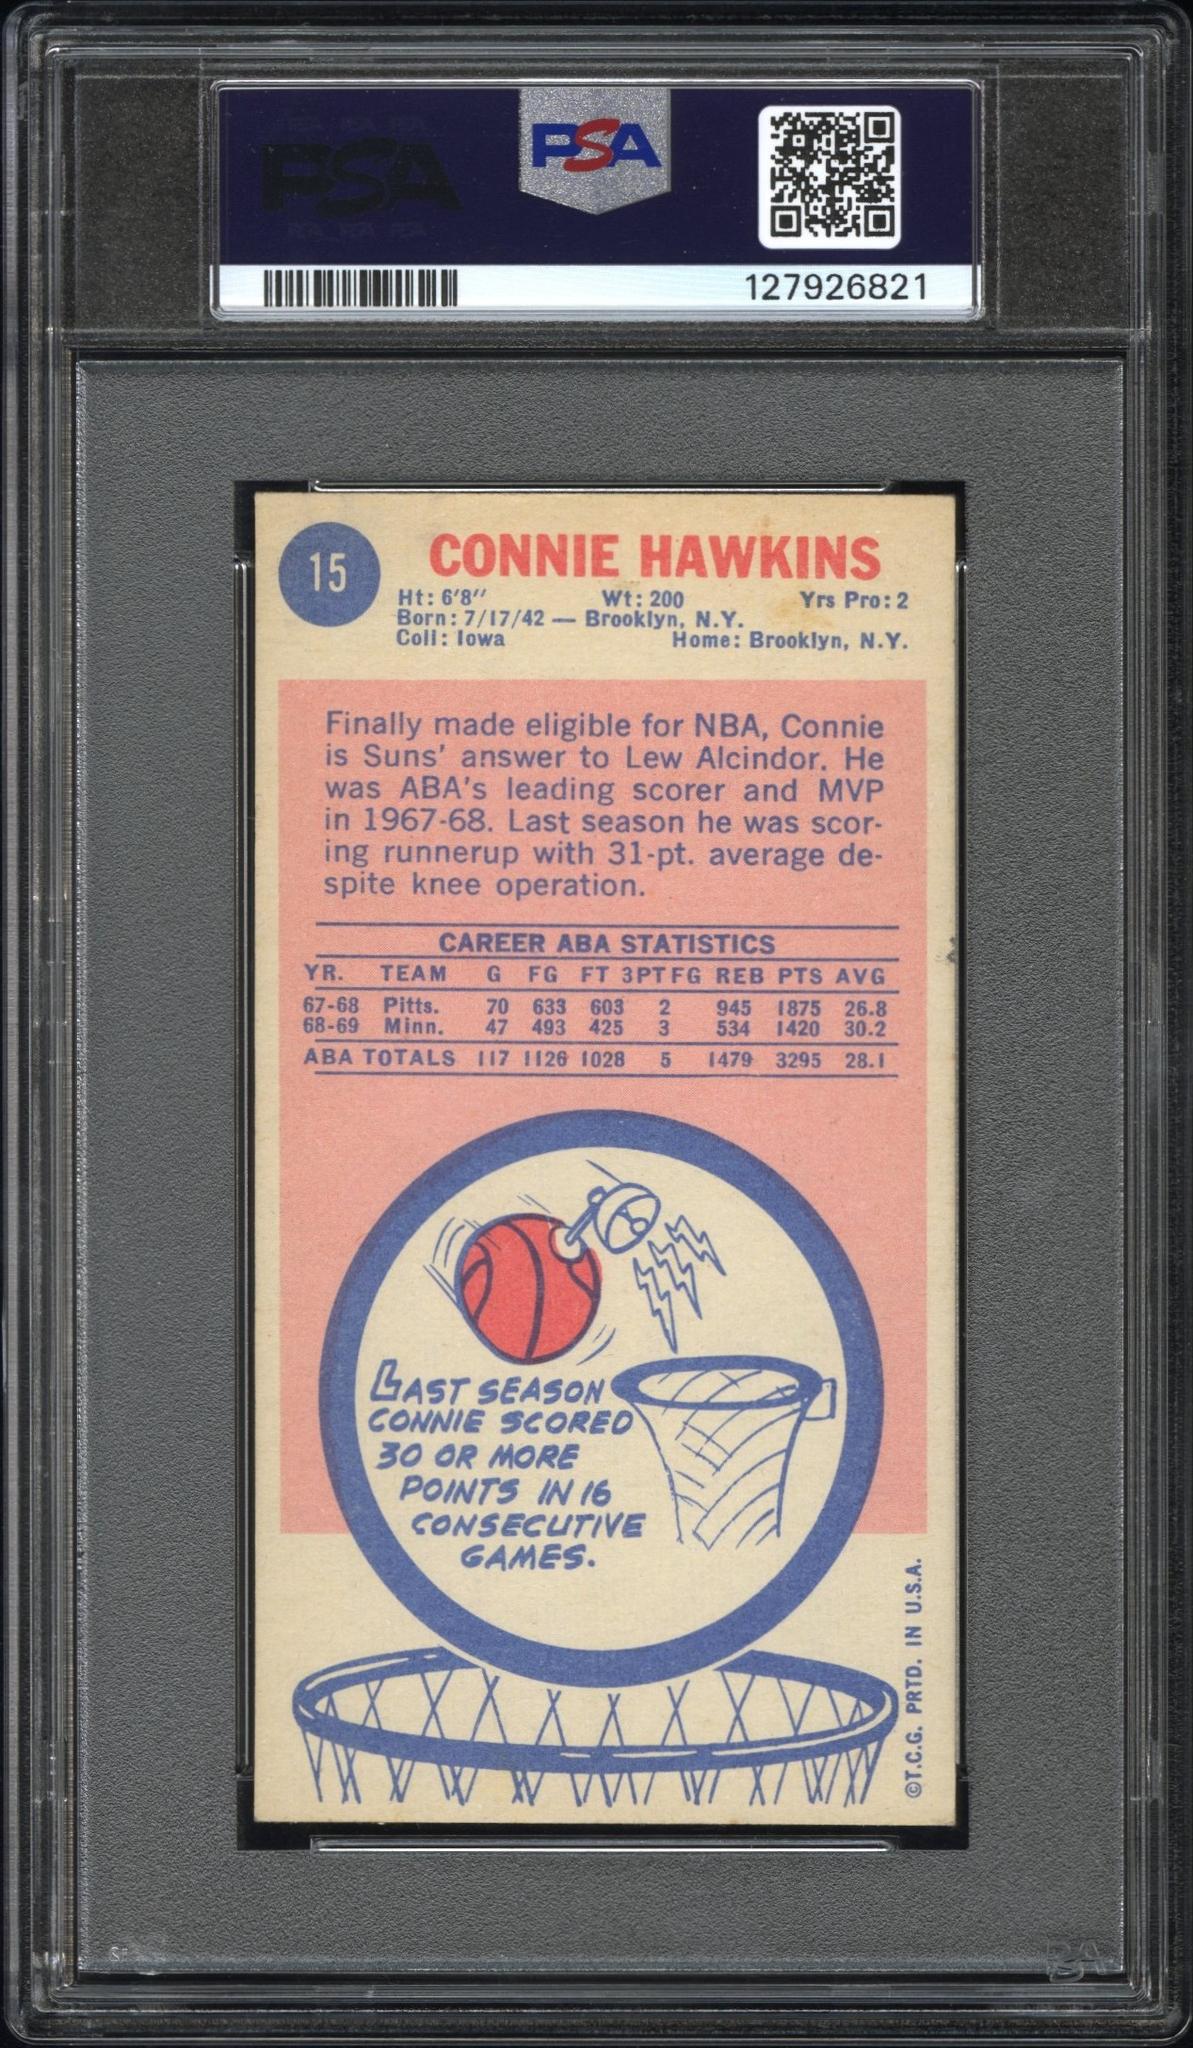 PSA
PSA
127926821
15
CONNIE HAWKINS
Ht: 6'8" Wt: 200 Yrs Pro: 2
Born: 7/17/42 — Brooklyn, N.Y.
Coll: Iowa Home: Brooklyn, N.Y.
Finally made eligible for NBA, Connie
is Suns' answer to Lew Alcindor. He
was ABA's leading scorer and MVP
in 1967-68. Last season he was scor-
ing runnerup with 31-pt. average de-
spite knee operation.
CAREER ABA STATISTICS
YR. TEAM G FG FT 3PTFG REB PTS AVG
67-68 Pitts. 70 633 603 2 945 1875 26.8
68-69 Minn. 47 493 425 3 534 1420 30.2
ABA TOTALS 117 1126 1028 5 1479 3295 28.1
LAST SEASON
CONNIE SCORED
30 OR MORE
POINTS IN 16
CONSECUTIVE
GAMES.
©T.C.G. PRTD. IN U.S.A.